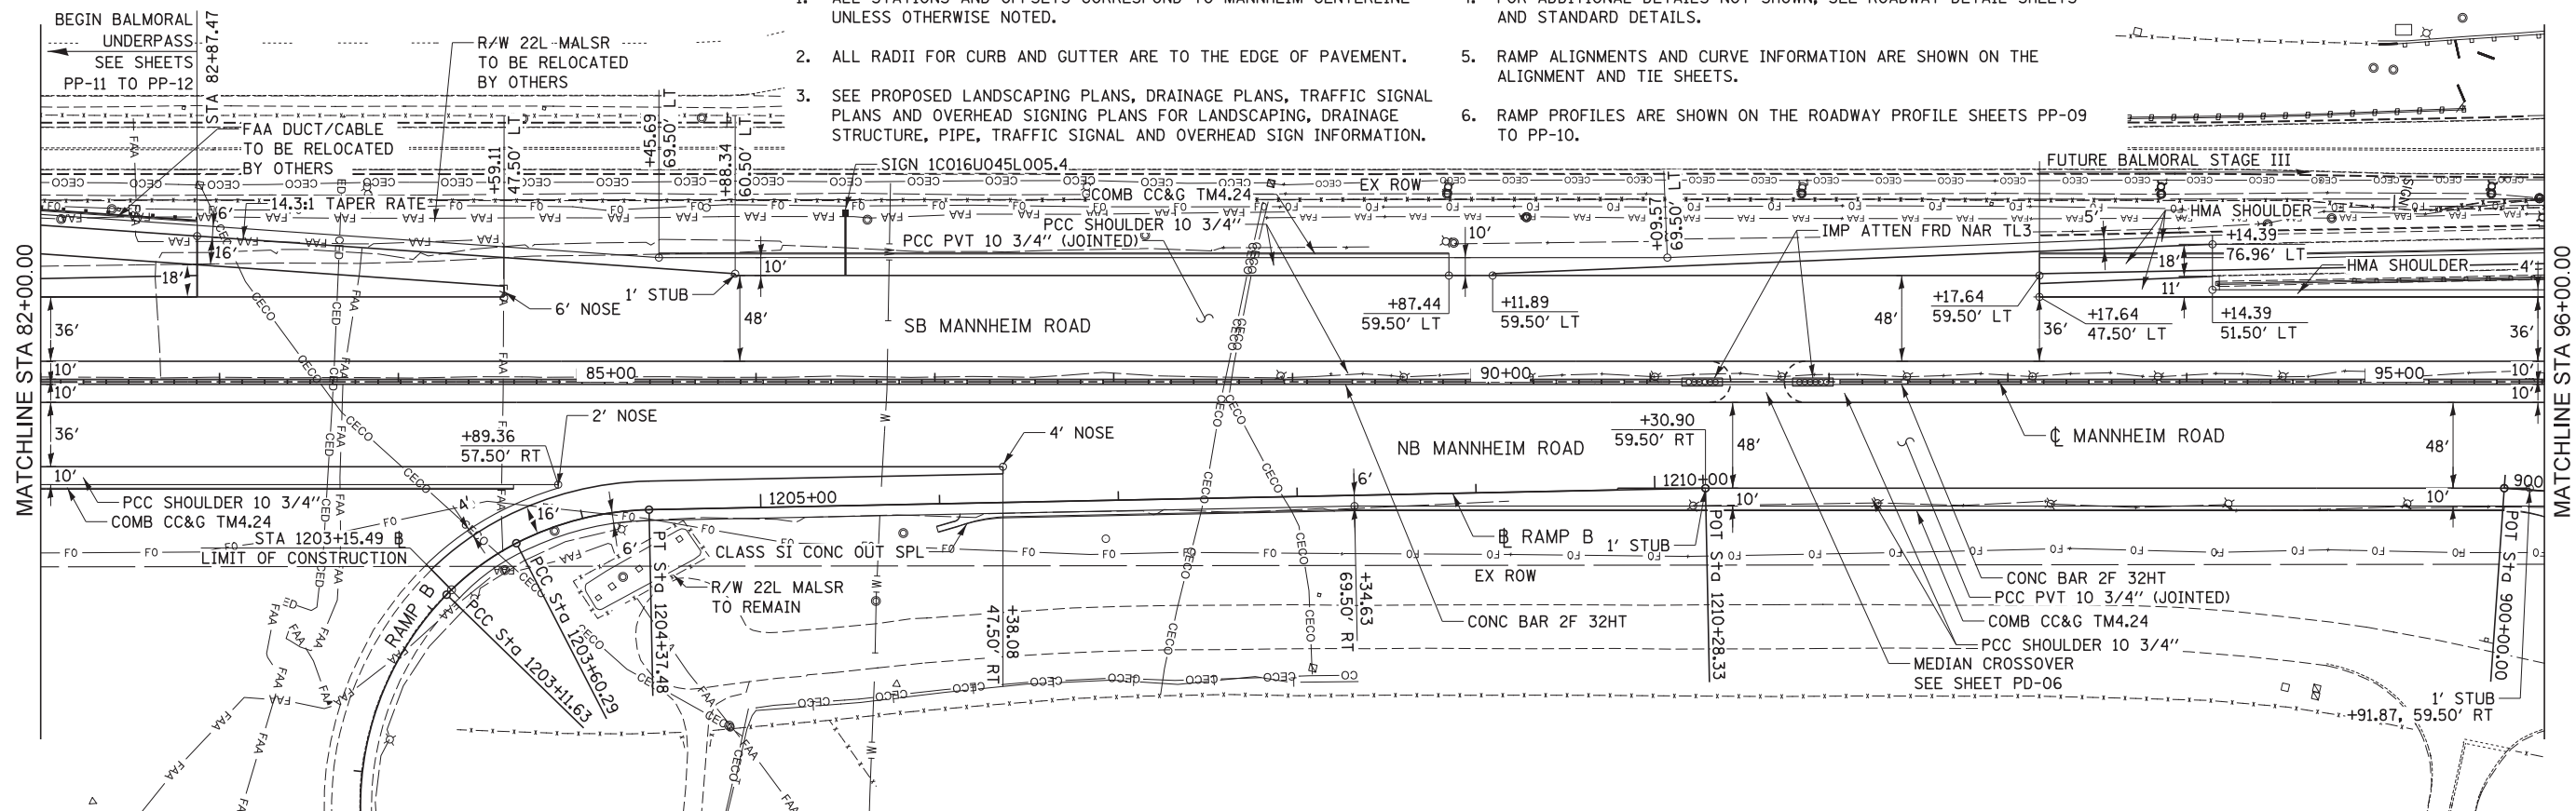 BEGIN BALMORAL
UNDERPASS
SEE SHEETS
PP-11 TO PP-12
STA 82+87.47
R/W 22L MALSR
TO BE RELOCATED
BY OTHERS
FAA DUCT/CABLE
TO BE RELOCATED
BY OTHERS
UNLESS OTHERWISE NOTED.
2. ALL RADII FOR CURB AND GUTTER ARE TO THE EDGE OF PAVEMENT.
3. SEE PROPOSED LANDSCAPING PLANS, DRAINAGE PLANS, TRAFFIC SIGNAL
PLANS AND OVERHEAD SIGNING PLANS FOR LANDSCAPING, DRAINAGE
STRUCTURE, PIPE, TRAFFIC SIGNAL AND OVERHEAD SIGN INFORMATION.
AND STANDARD DETAILS.
5. RAMP ALIGNMENTS AND CURVE INFORMATION ARE SHOWN ON THE
ALIGNMENT AND TIE SHEETS.
6. RAMP PROFILES ARE SHOWN ON THE ROADWAY PROFILE SHEETS PP-09
TO PP-10.
MATCHLINE STA 82+00.00
14.3:1 TAPER RATE
6'
16'
18'
+59.11
47.50' LT
+45.69
69.50' LT
+88.34
60.50' LT
SIGN 1C016U045L005.4
COMB CC&G TM4.24
EX ROW
PCC SHOULDER 10 3/4"
PCC PVT 10 3/4" (JOINTED)
10'
10'
+09.57
69.50' LT
IMP ATTEN FRD NAR TL3
FUTURE BALMORAL STAGE III
SIGN
HMA SHOULDER
5'
+14.39
76.96' LT
18'
HMA SHOULDER
4'
11'
6' NOSE
1' STUB
+87.44
59.50' LT
+11.89
59.50' LT
+17.64
59.50' LT
+17.64
47.50' LT
+14.39
51.50' LT
36'
48'
SB MANNHEIM ROAD
48'
36'
36'
MATCHLINE STA 96+00.00
10'
85+00
90+00
95+00
10'
10'
10'
36'
2' NOSE
+89.36
57.50' RT
4' NOSE
NB MANNHEIM ROAD
+30.90
59.50' RT
48'
℄ MANNHEIM ROAD
48'
10'
PCC SHOULDER 10 3/4"
COMB CC&G TM4.24
4'
16'
6'
1205+00
6'
1210+00
10'
10'
900
STA 1203+15.49 B
LIMIT OF CONSTRUCTION
CLASS SI CONC OUT SPL
B RAMP B
1' STUB
EX ROW
R/W 22L MALSR
TO REMAIN
RAMP B
PCC Sta 1203+11.63
PCC Sta 1203+60.29
PT Sta 1204+37.48
+38.08
47.50' RT
+34.63
69.50' RT
CONC BAR 2F 32HT
POT Sta 1210+28.33
CONC BAR 2F 32HT
PCC PVT 10 3/4" (JOINTED)
COMB CC&G TM4.24
PCC SHOULDER 10 3/4"
MEDIAN CROSSOVER
SEE SHEET PD-06
POT Sta 900+00.00
1' STUB
+91.87, 59.50' RT